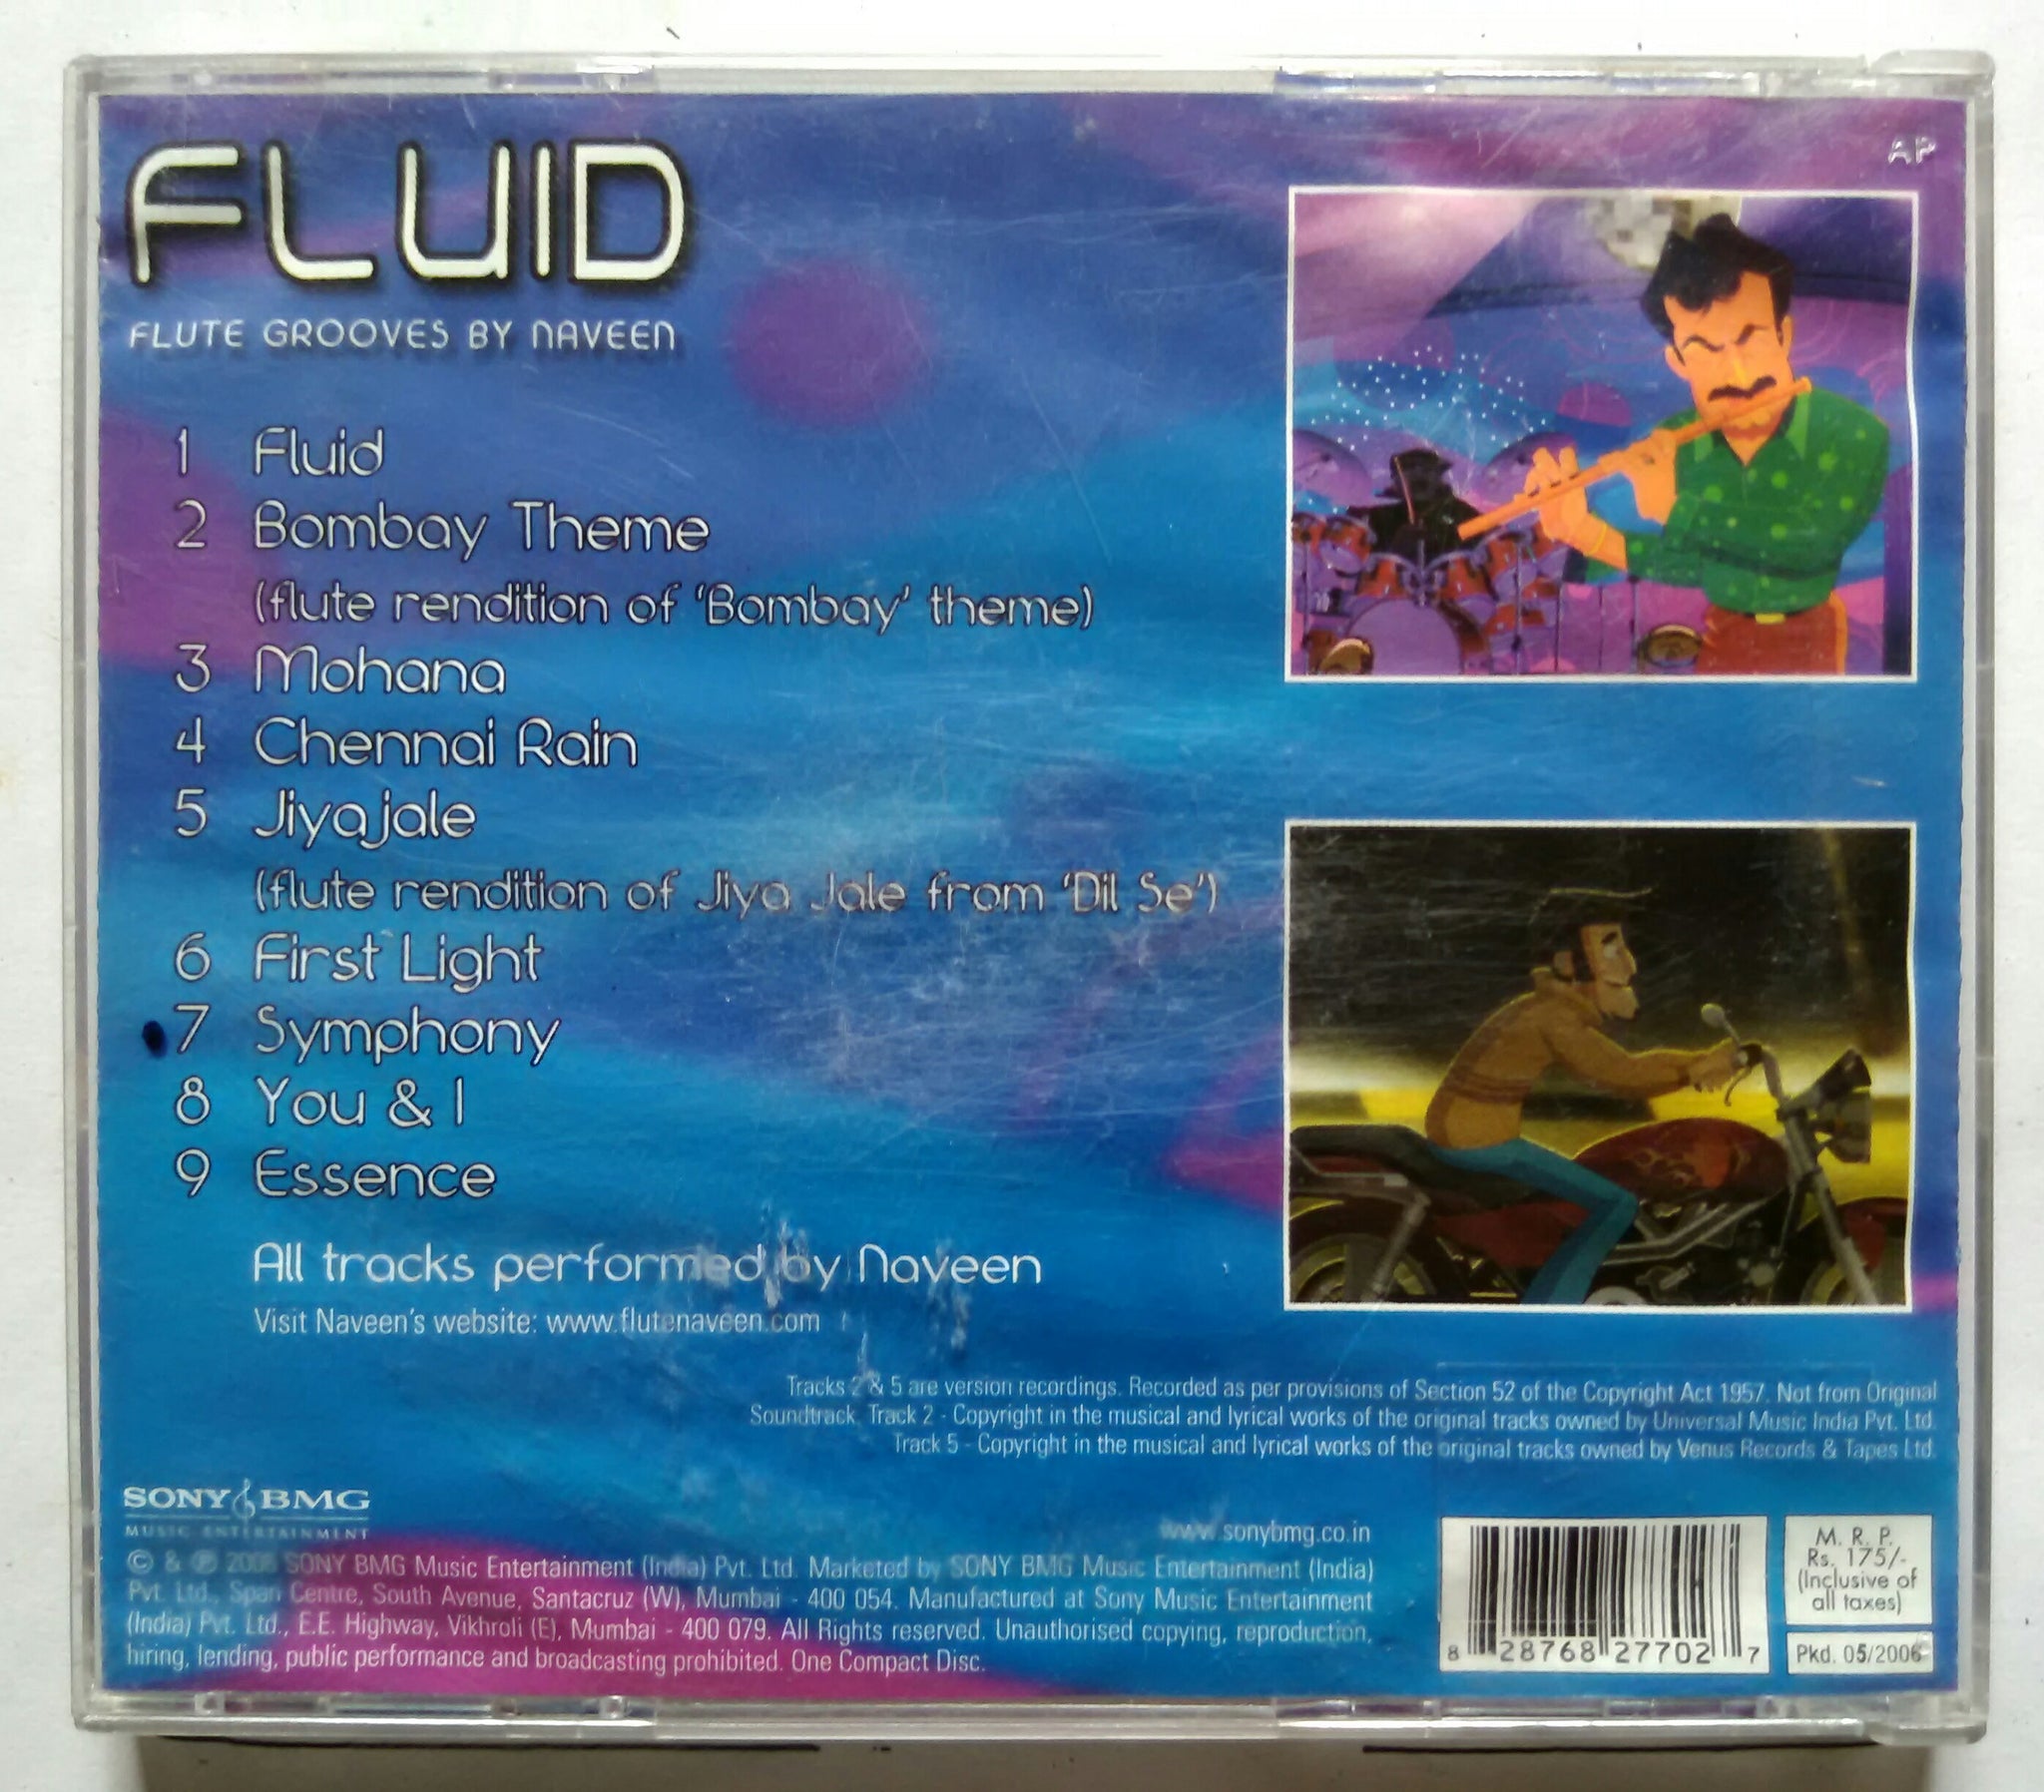 FLUID
AP
FLUTE GROOVES BY NAVEEN
1 Fluid
2 Bombay Theme
(flute rendition of 'Bombay' theme)
3 Mohana
4 Chennai Rain
5 Jiyajale
(flute rendition of Jiya Jale from 'Dil Se')
6 First Light
7 Symphony
8 You & I
9 Essence
All tracks performed by Naveen
Visit Naveen's website: www.flutenaveen.com
Tracks 2 & 5 are version recordings. Recorded as per provisions of Section 52 of the Copyright Act 1957. Not from Original
Soundtrack. Track 2 - Copyright in the musical and lyrical works of the original tracks owned by Universal Music India Pvt. Ltd.
Track 5 - Copyright in the musical and lyrical works of the original tracks owned by Venus Records & Tapes Ltd.
SONY BMG
MUSIC ENTERTAINMENT
www.sonybmg.co.in
© & ℗ 2006 SONY BMG Music Entertainment (India) Pvt. Ltd. Marketed by SONY BMG Music Entertainment (India)
Pvt. Ltd., Span Centre, South Avenue, Santacruz (W), Mumbai - 400 054. Manufactured at Sony Music Entertainment
(India) Pvt. Ltd., E.E. Highway, Vikhroli (E), Mumbai - 400 079. All Rights reserved. Unauthorised copying, reproduction,
hiring, lending, public performance and broadcasting prohibited. One Compact Disc.
8 28768 27702 7
M. R. P.
Rs. 175/-
(Inclusive of
all taxes)
Pkd. 05/2006